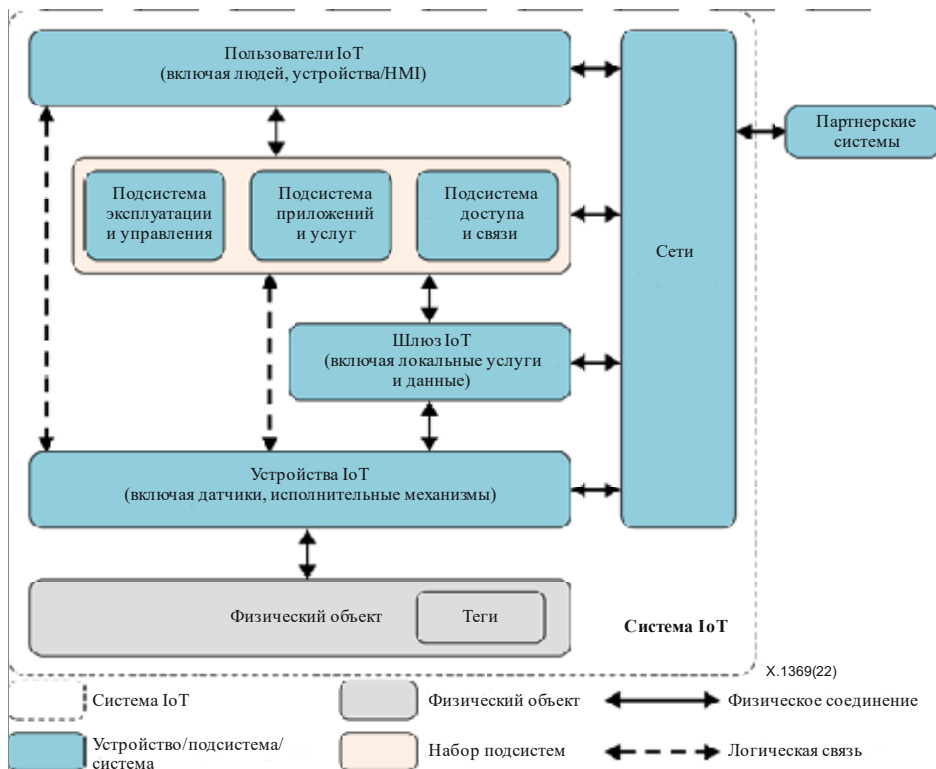 Пользователи IoT
(включая людей, устройства/HMI)
Партнерские
системы
Подсистема
эксплуатации
и управления
Подсистема
приложений
и услуг
Подсистема
доступа
и связи
Сети
Шлюз IoT
(включая локальные услуги
и данные)
Устройства IoT
(включая датчики, исполнительные механизмы)
Физический объект
Теги
Система IoT
X.1369(22)
Система IoT
Физический объект
Физическое соединение
Устройство/подсистема/
система
Набор подсистем
Логическая связь